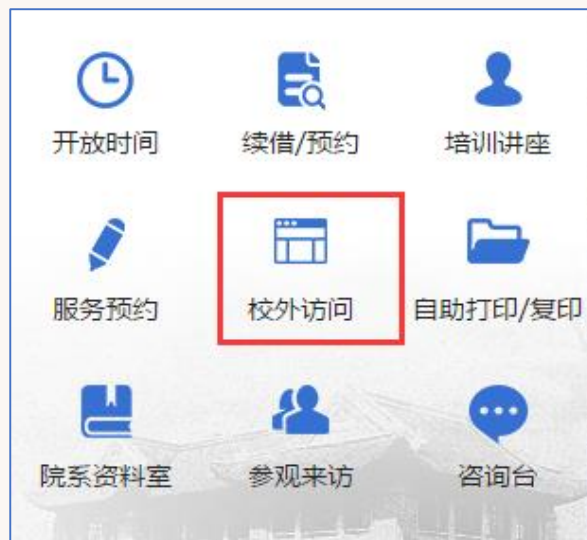 开放时间
续借/预约
培训讲座
服务预约
校外访问
自助打印/复印
院系资料室
参观来访
咨询台